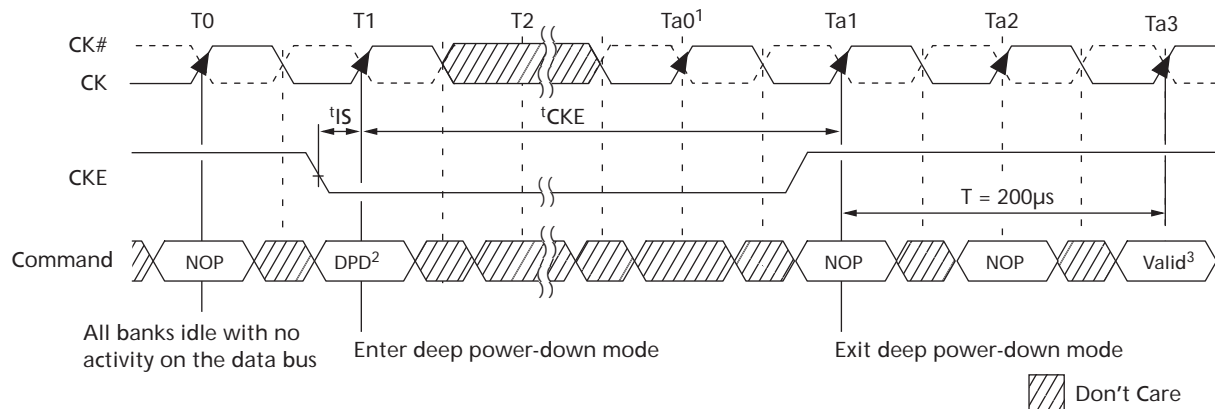 T0 T1 T2 Ta0¹ Ta1 Ta2 Ta3
CK#
CK
tIS tCKE
CKE
T = 200µs
Command NOP DPD² NOP NOP Valid³
All banks idle with no
activity on the data bus
Enter deep power-down mode
Exit deep power-down mode
Don't Care